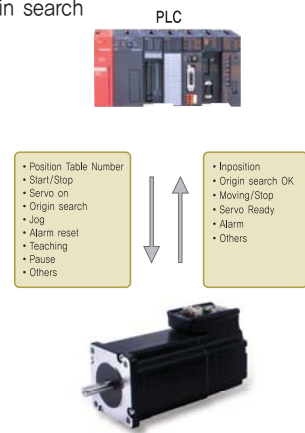 in search
PLC
• Position Table Number
• Start/Stop
• Servo on
• Origin search
• Jog
• Alarm reset
• Teaching
• Pause
• Others
• Inposition
• Origin search OK
• Moving/Stop
• Servo Ready
• Alarm
• Others